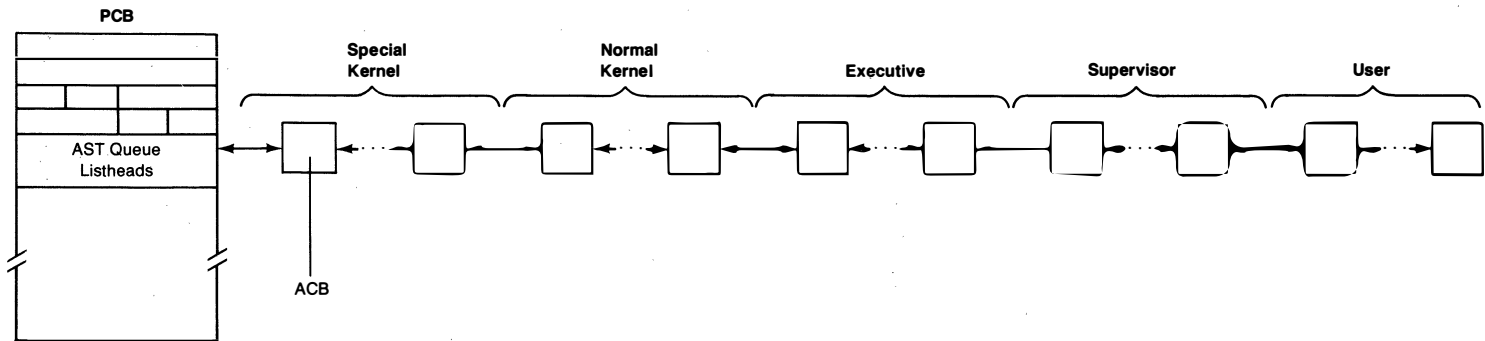 PCB
Special
Kernel
Normal
Kernel
Executive
Supervisor
User
AST Queue
Listheads
ACB